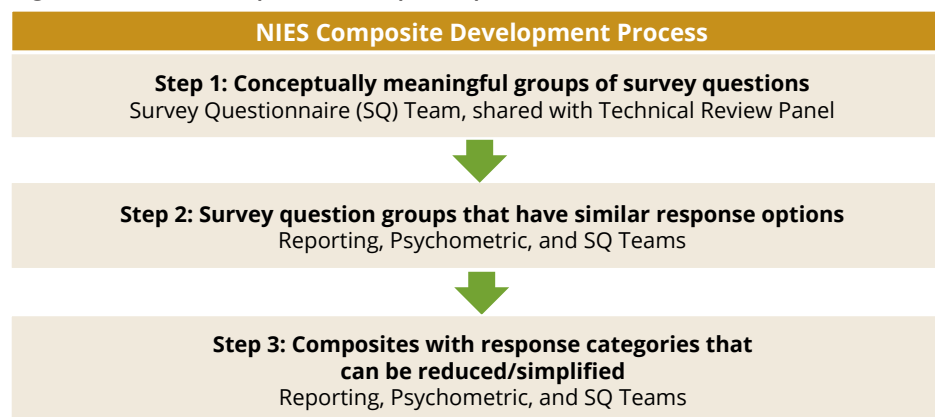 NIES Composite Development Process
Step 1: Conceptually meaningful groups of survey questions
Survey Questionnaire (SQ) Team, shared with Technical Review Panel
Step 2: Survey question groups that have similar response options
Reporting, Psychometric, and SQ Teams
Step 3: Composites with response categories that
can be reduced/simplified
Reporting, Psychometric, and SQ Teams